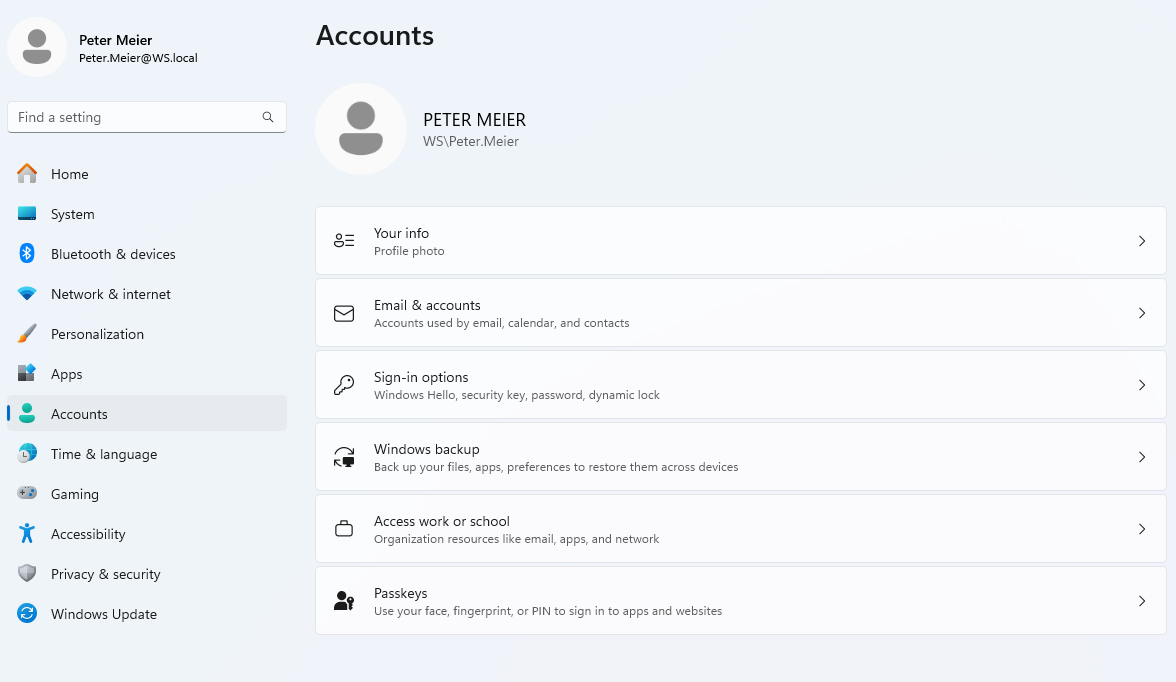 Peter Meier
Peter.Meier@WS.local
Find a setting
Home
System
Bluetooth & devices
Network & internet
Personalization
Apps
Accounts
Time & language
Gaming
Accessibility
Privacy & security
Windows Update
Accounts
PETER MEIER
WS\Peter.Meier
Your info
Profile photo
Email & accounts
Accounts used by email, calendar, and contacts
Sign-in options
Windows Hello, security key, password, dynamic lock
Windows backup
Back up your files, apps, preferences to restore them across devices
Access work or school
Organization resources like email, apps, and network
Passkeys
Use your face, fingerprint, or PIN to sign in to apps and websites